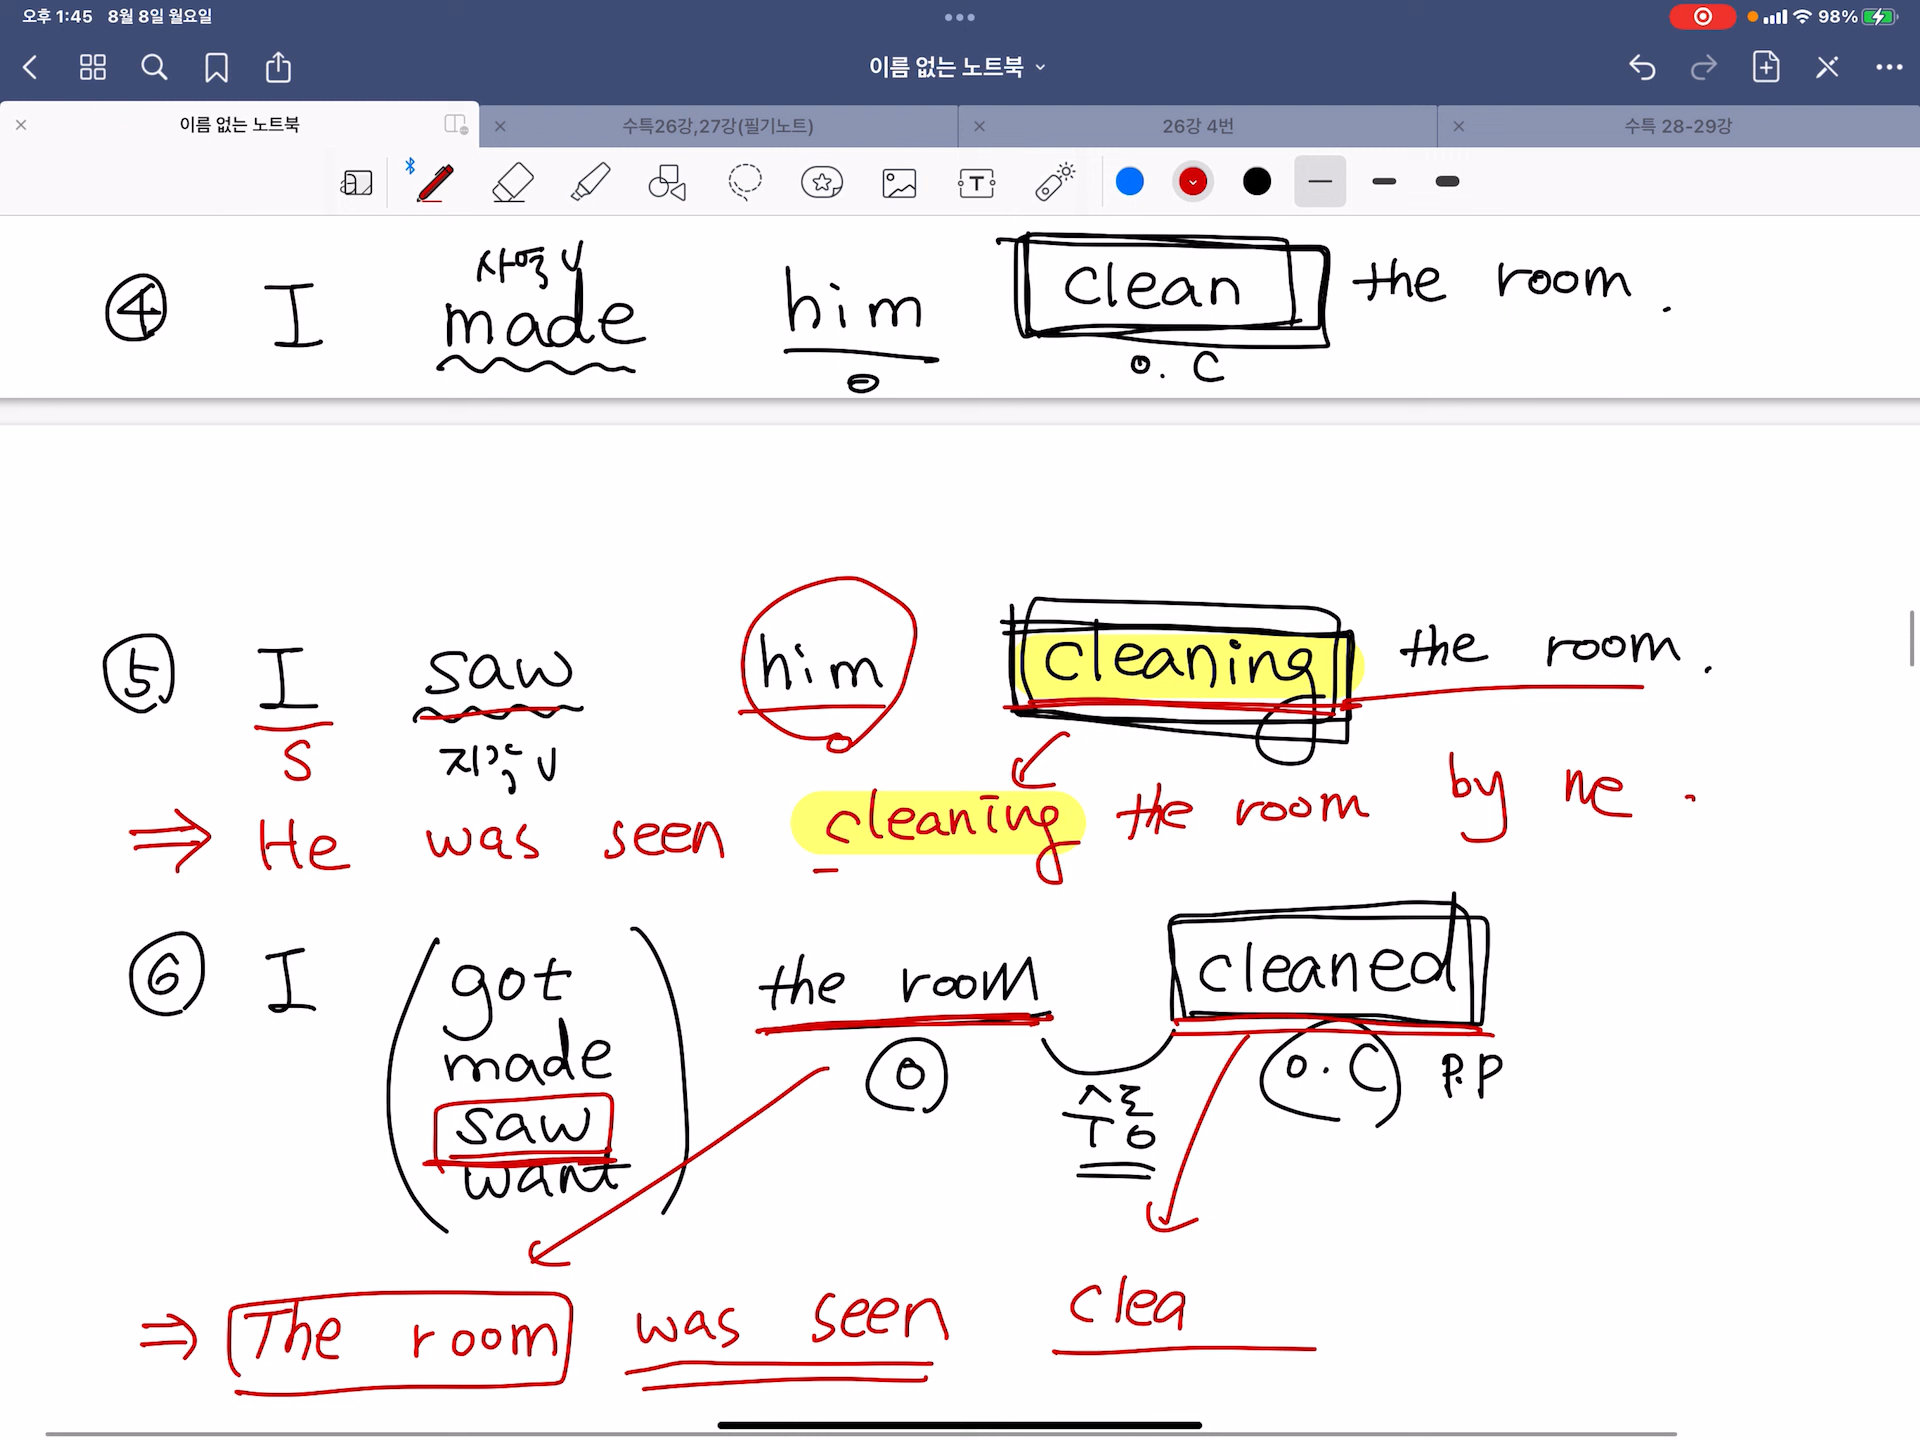 오후 1:45 8월 8일 월요일
98%
이름 없는 노트북
이름 없는 노트북 수특26강,27강(필기노트) 26강 4번 수특 28-29강
사역V
④ I made him clean the room.
O O.C
⑤ I saw him cleaning the room.
S 지각V O
⇒ He was seen cleaning the room by me.
⑥ I ( got the room cleaned
made O 수동 O.C P.P
saw
want )
⇒ The room was seen clea